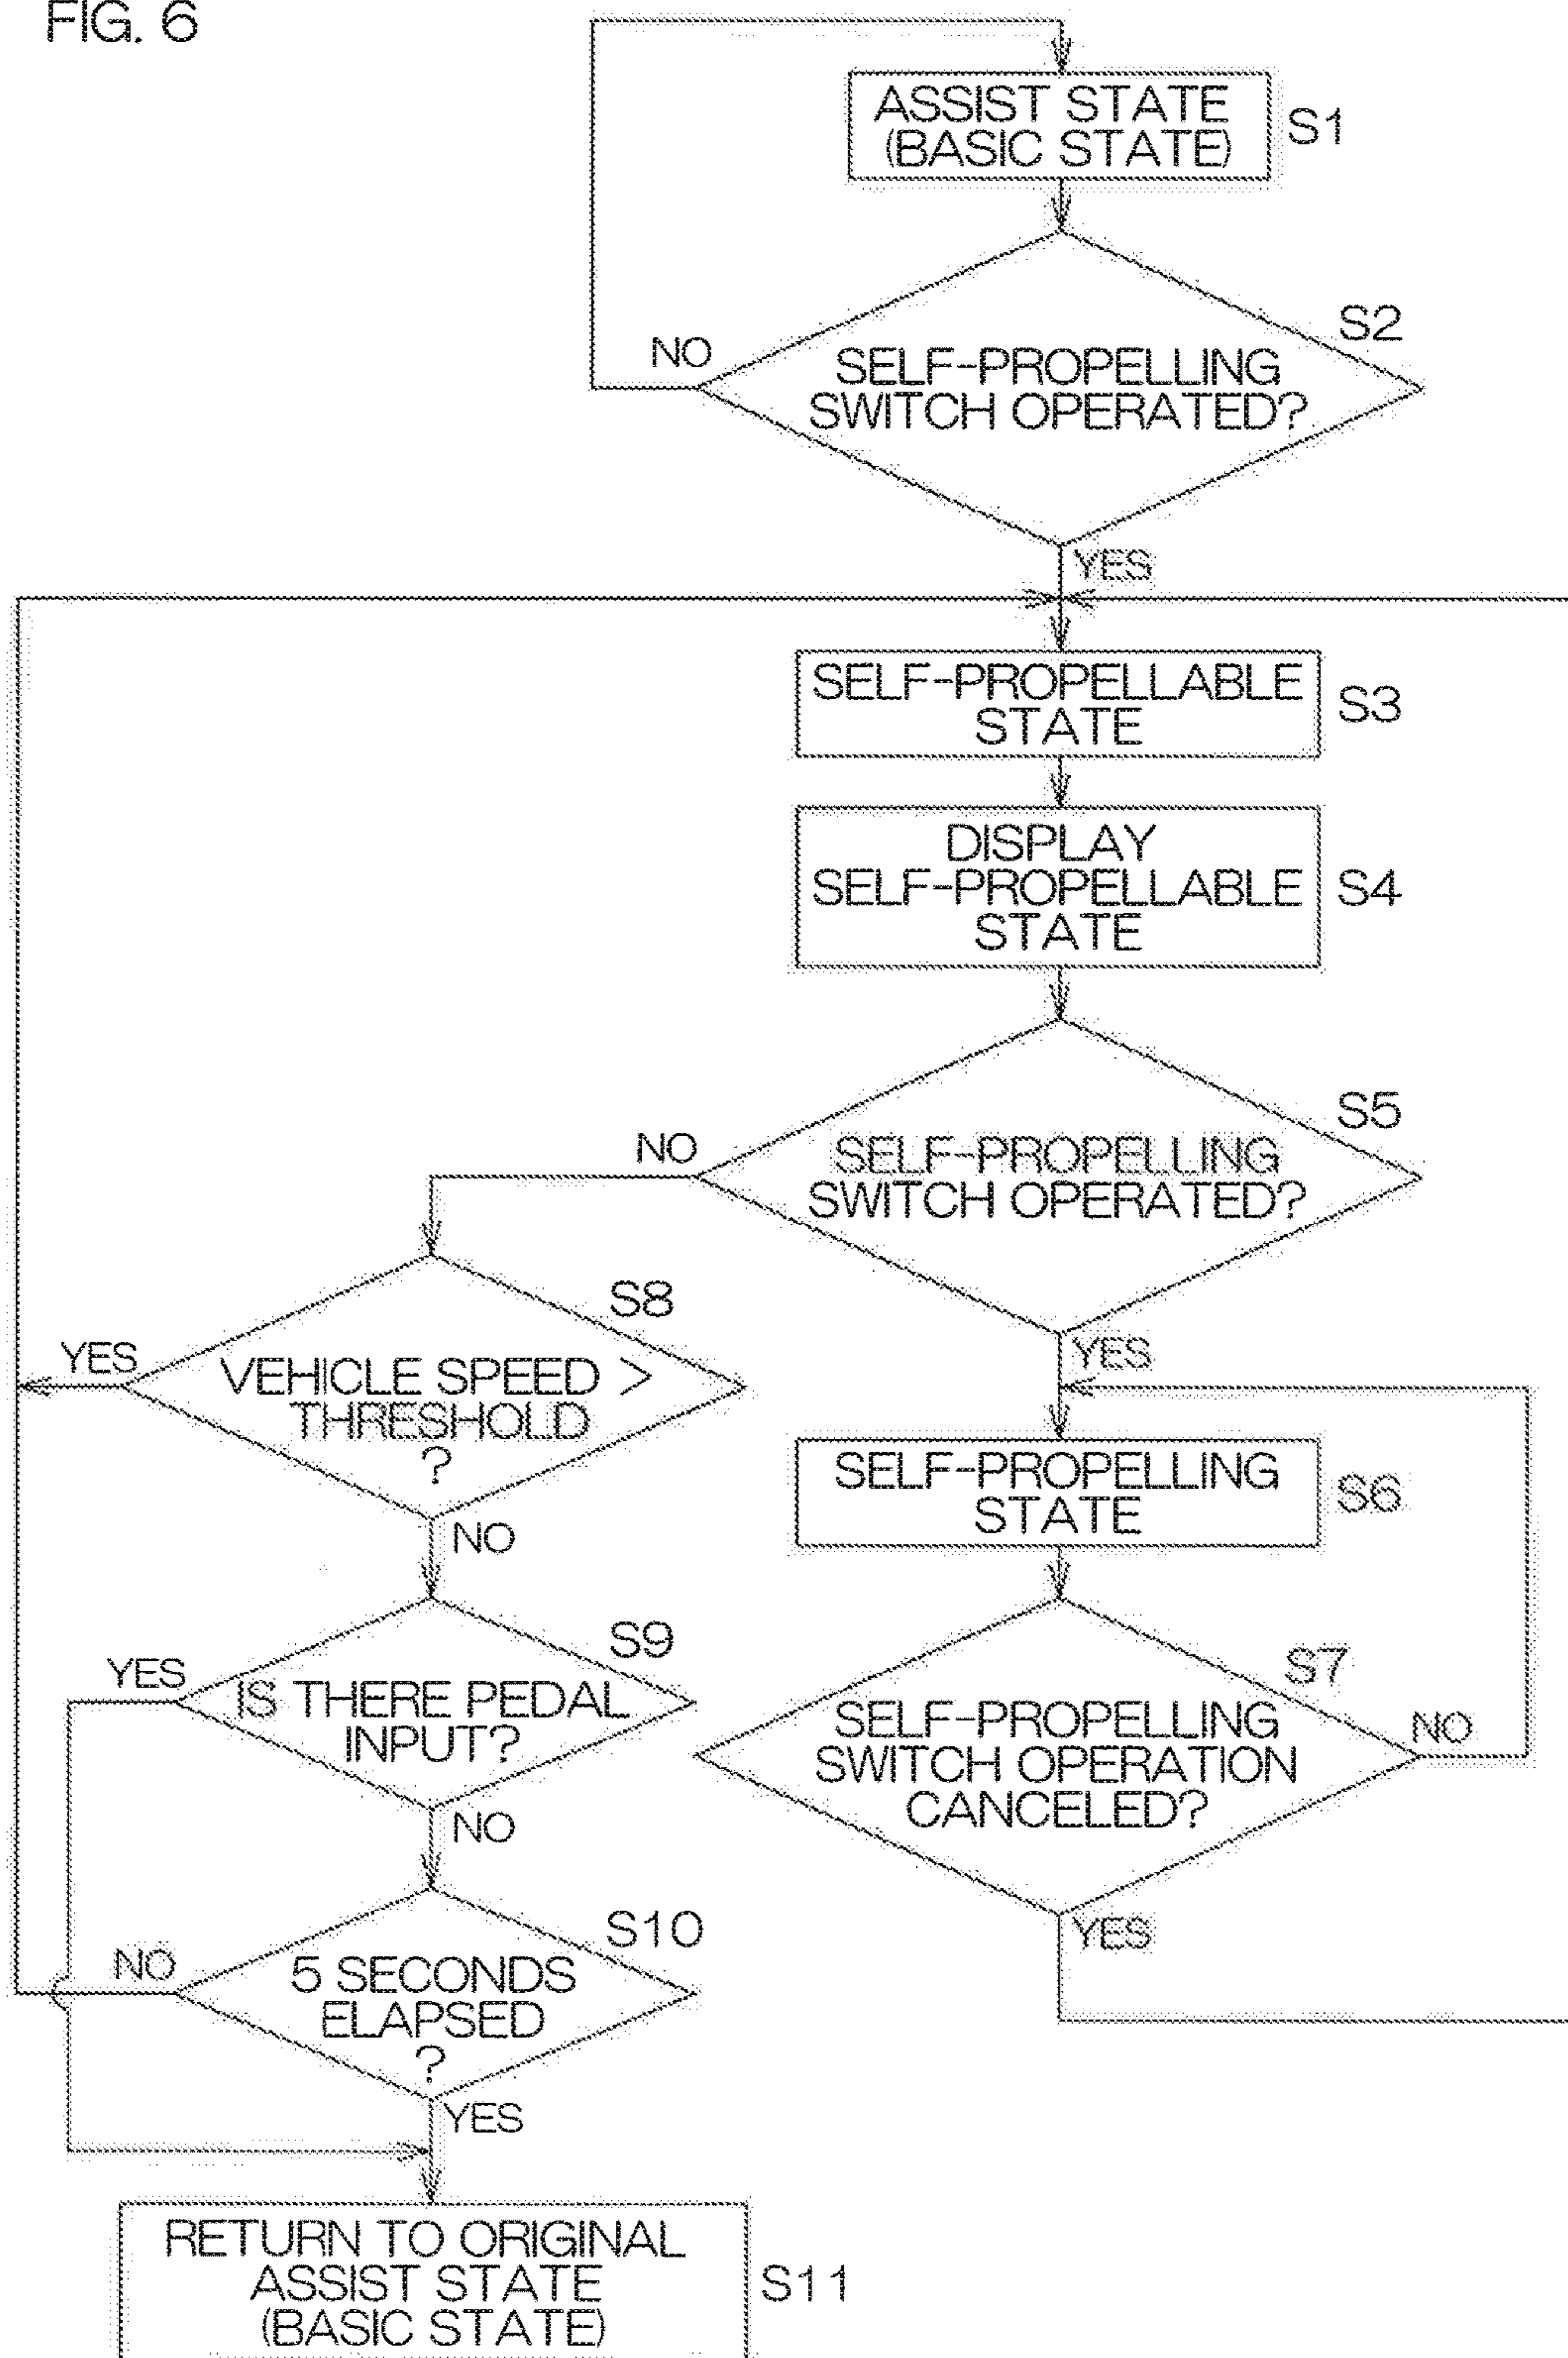 FIG. 6
ASSIST STATE
(BASIC STATE)
S1
S2
NO
SELF-PROPELLING
SWITCH OPERATED?
YES
SELF-PROPELLABLE
STATE
S3
DISPLAY
SELF-PROPELLABLE
STATE
S4
S5
NO
SELF-PROPELLING
SWITCH OPERATED?
YES
S8
YES
VEHICLE SPEED >
THRESHOLD
?
NO
SELF-PROPELLING
STATE
S6
S9
YES
IS THERE PEDAL
INPUT?
NO
S7
SELF-PROPELLING
SWITCH OPERATION
CANCELED?
NO
YES
S10
NO
5 SECONDS
ELAPSED
?
YES
RETURN TO ORIGINAL
ASSIST STATE
(BASIC STATE)
S11